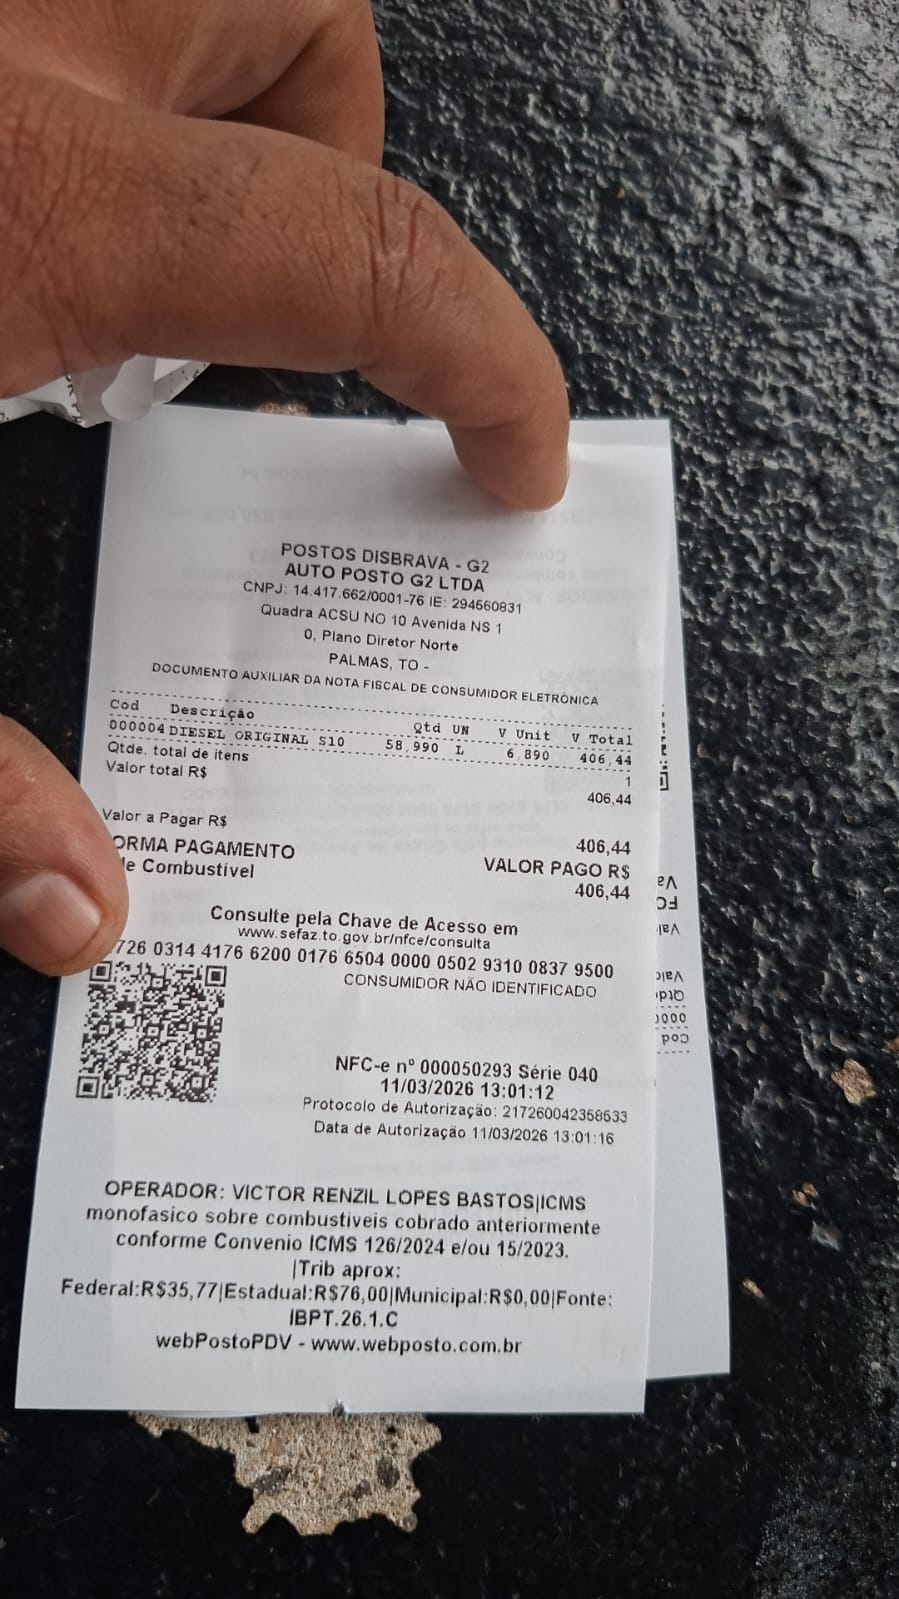 POSTOS DISBRAVA - G2
AUTO POSTO G2 LTDA
CNPJ: 14.417.662/0001-76 IE: 294560831
Quadra ACSU NO 10 Avenida NS 1
0, Plano Diretor Norte
PALMAS, TO -
DOCUMENTO AUXILIAR DA NOTA FISCAL DE CONSUMIDOR ELETRÔNICA
Cod Descrição Qtd UN V Unit V Total
000004 DIESEL ORIGINAL S10 58,990 L 6,890 406,44
Qtde. total de itens 1
Valor total R$ 406,44
Valor a Pagar R$ 406,44
ORMA PAGAMENTO VALOR PAGO R$
de Combustível 406,44
Consulte pela Chave de Acesso em
www.sefaz.to.gov.br/nfce/consulta
726 0314 4176 6200 0176 6504 0000 0502 9310 0837 9500
CONSUMIDOR NÃO IDENTIFICADO
NFC-e nº 000050293 Série 040
11/03/2026 13:01:12
Protocolo de Autorização: 217260042358533
Data de Autorização 11/03/2026 13:01:16
OPERADOR: VICTOR RENZIL LOPES BASTOS|ICMS
monofasico sobre combustiveis cobrado anteriormente
conforme Convenio ICMS 126/2024 e/ou 15/2023.
|Trib aprox:
Federal:R$35,77|Estadual:R$76,00|Municipal:R$0,00|Fonte:
IBPT.26.1.C
webPostoPDV - www.webposto.com.br